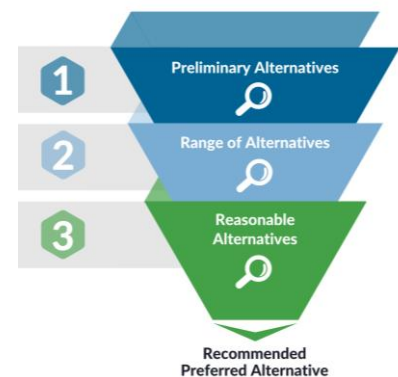 1
Preliminary Alternatives
2
Range of Alternatives
3
Reasonable
Alternatives
Recommended
Preferred Alternative